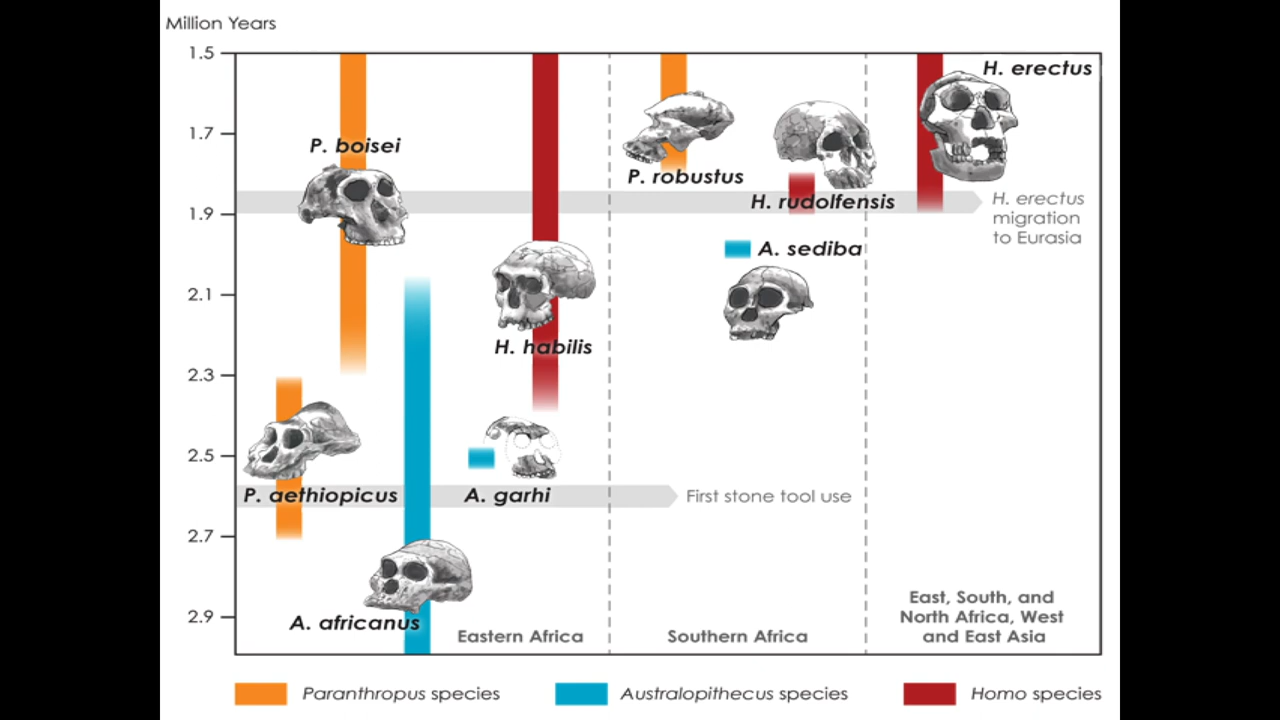 Million Years
1.5
H. erectus
1.7
P. boisei
P. robustus
1.9
H. rudolfensis
H. erectus
migration
to Eurasia
A. sediba
2.1
H. habilis
2.3
2.5
P. aethiopicus
A. garhi
First stone tool use
2.7
2.9
A. africanus
Eastern Africa
Southern Africa
East, South, and
North Africa, West
and East Asia
Paranthropus species
Australopithecus species
Homo species